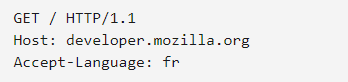 GET / HTTP/1.1
Host: developer.mozilla.org
Accept-Language: fr